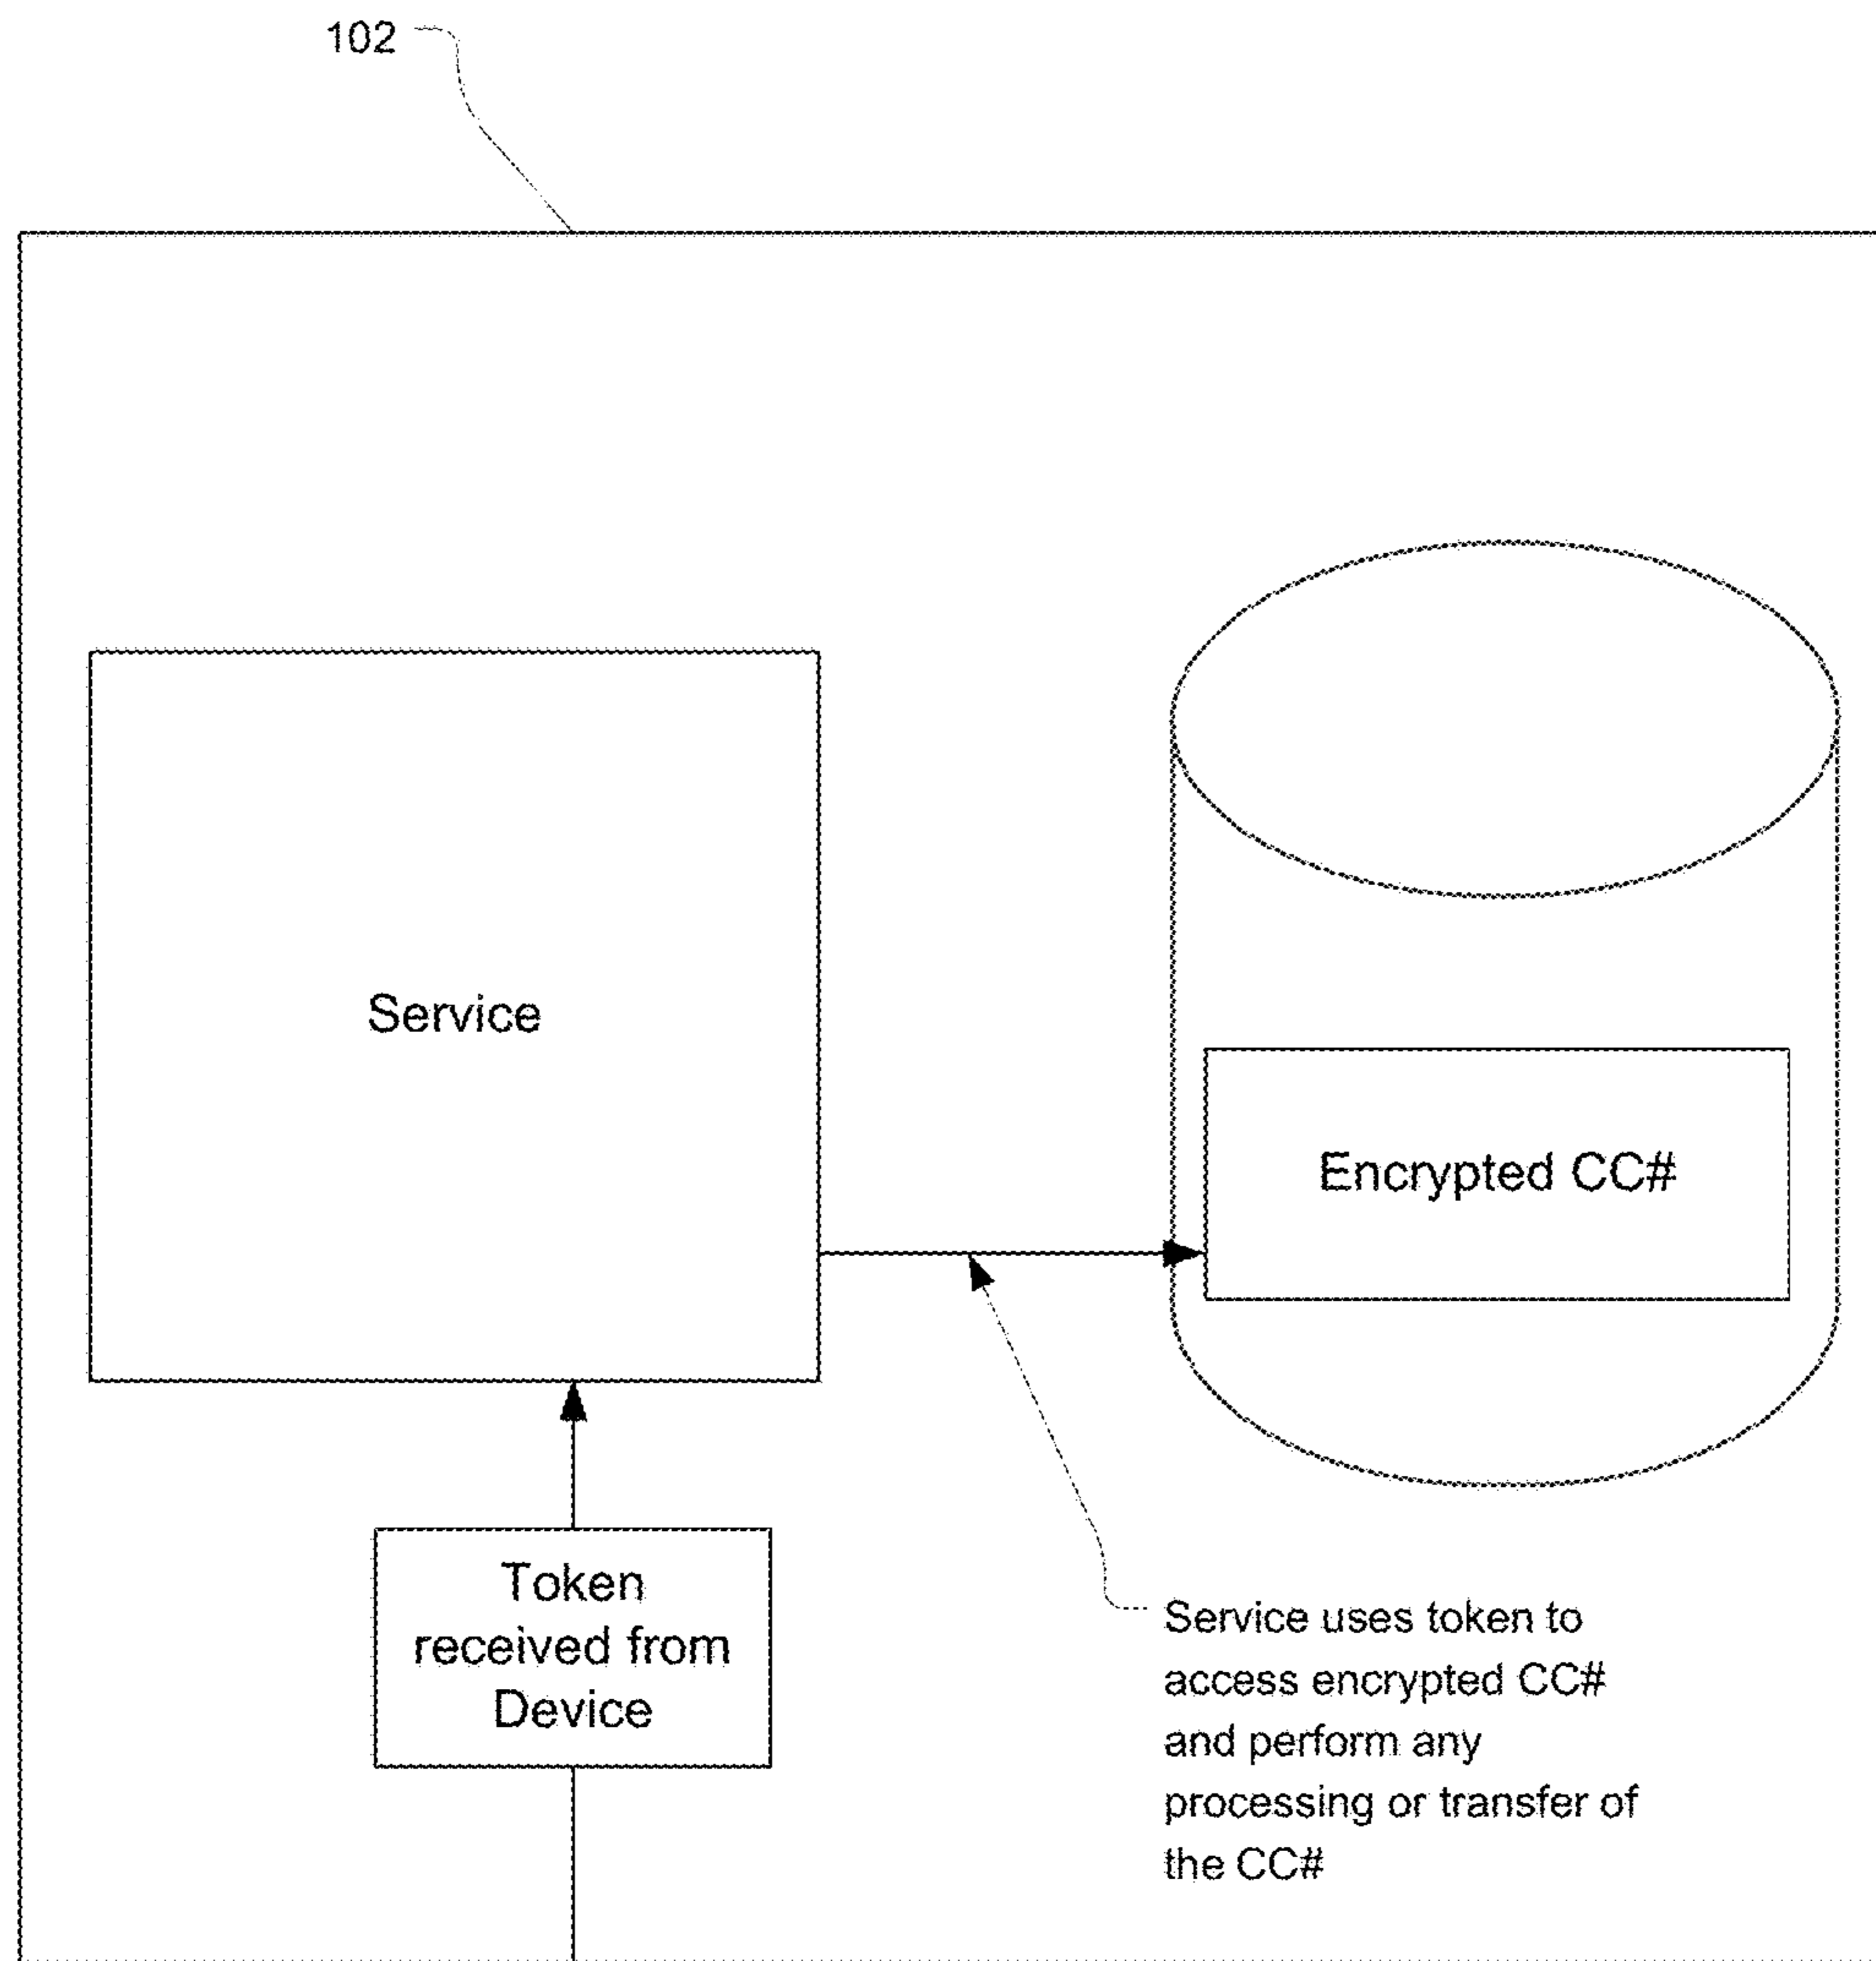 102
Service
Encrypted CC#
Token
received from
Device
Service uses token to
access encrypted CC#
and perform any
processing or transfer of
the CC#